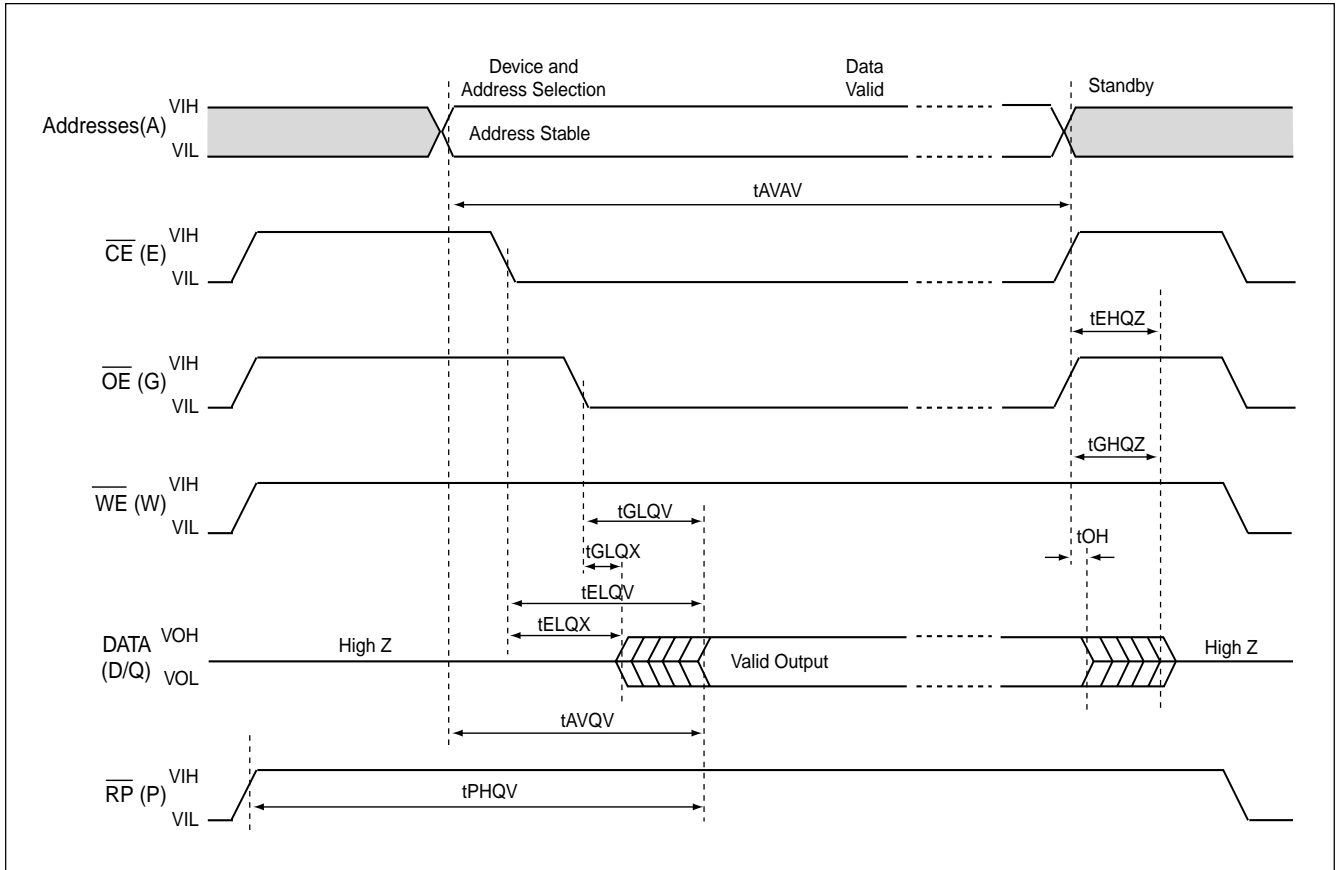 Device and
Address Selection
Data
Valid
Standby
Addresses(A)
VIH
VIL
Address Stable
tAVAV
CE (E)
VIH
VIL
tEHQZ
OE (G)
VIH
VIL
tGHQZ
WE (W)
VIH
VIL
tGLQV
tOH
tGLQX
tELQV
tELQX
DATA
(D/Q)
VOH
VOL
High Z
Valid Output
High Z
tAVQV
RP (P)
VIH
VIL
tPHQV